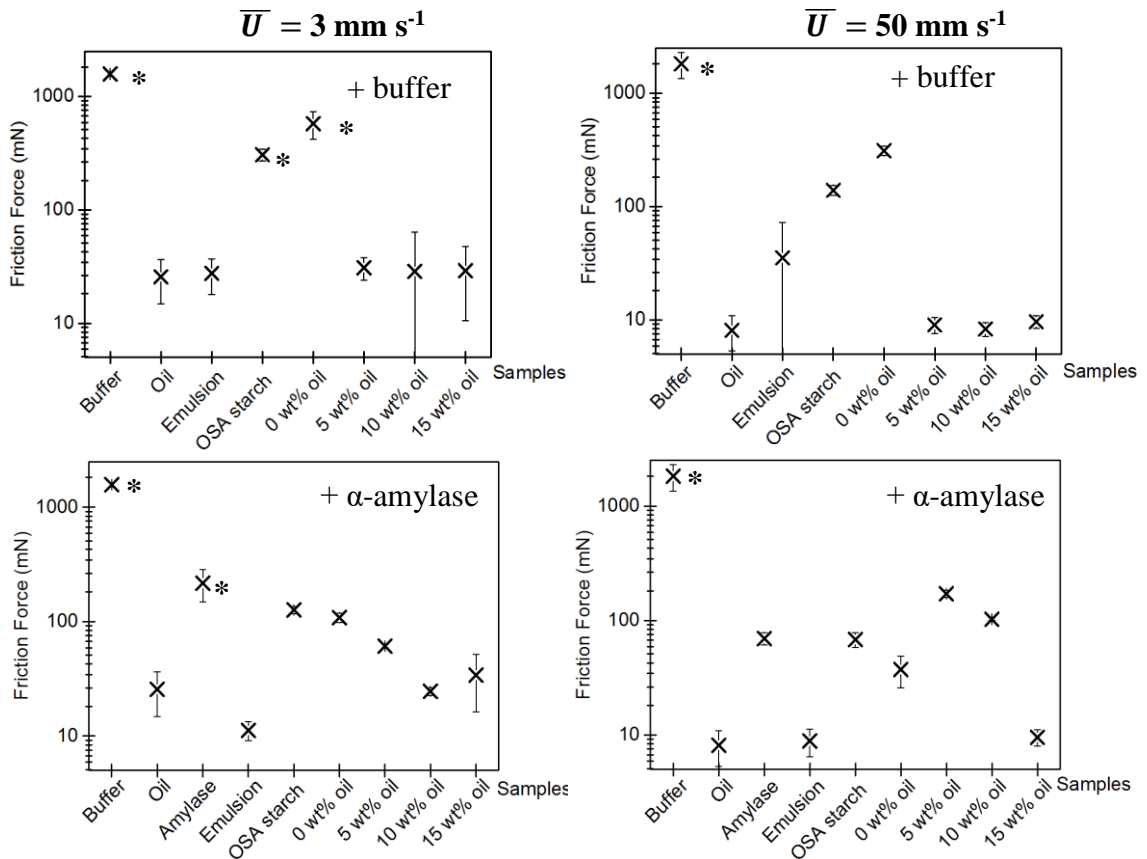 U = 3 mm s-1
U = 50 mm s-1
+ buffer
*
*
*
1000
100
10
Friction Force (mN)
Buffer
Oil
Emulsion
OSA starch
0 wt% oil
5 wt% oil
10 wt% oil
15 wt% oil
Samples
+ buffer
*
1000
100
10
Friction Force (mN)
Buffer
Oil
Emulsion
OSA starch
0 wt% oil
5 wt% oil
10 wt% oil
15 wt% oil
Samples
+ α-amylase
*
*
1000
100
10
Friction Force (mN)
Buffer
Oil
Amylase
Emulsion
OSA starch
0 wt% oil
5 wt% oil
10 wt% oil
15 wt% oil
Samples
+ α-amylase
*
1000
100
10
Friction Force (mN)
Buffer
Oil
Amylase
Emulsion
OSA starch
0 wt% oil
5 wt% oil
10 wt% oil
15 wt% oil
Samples